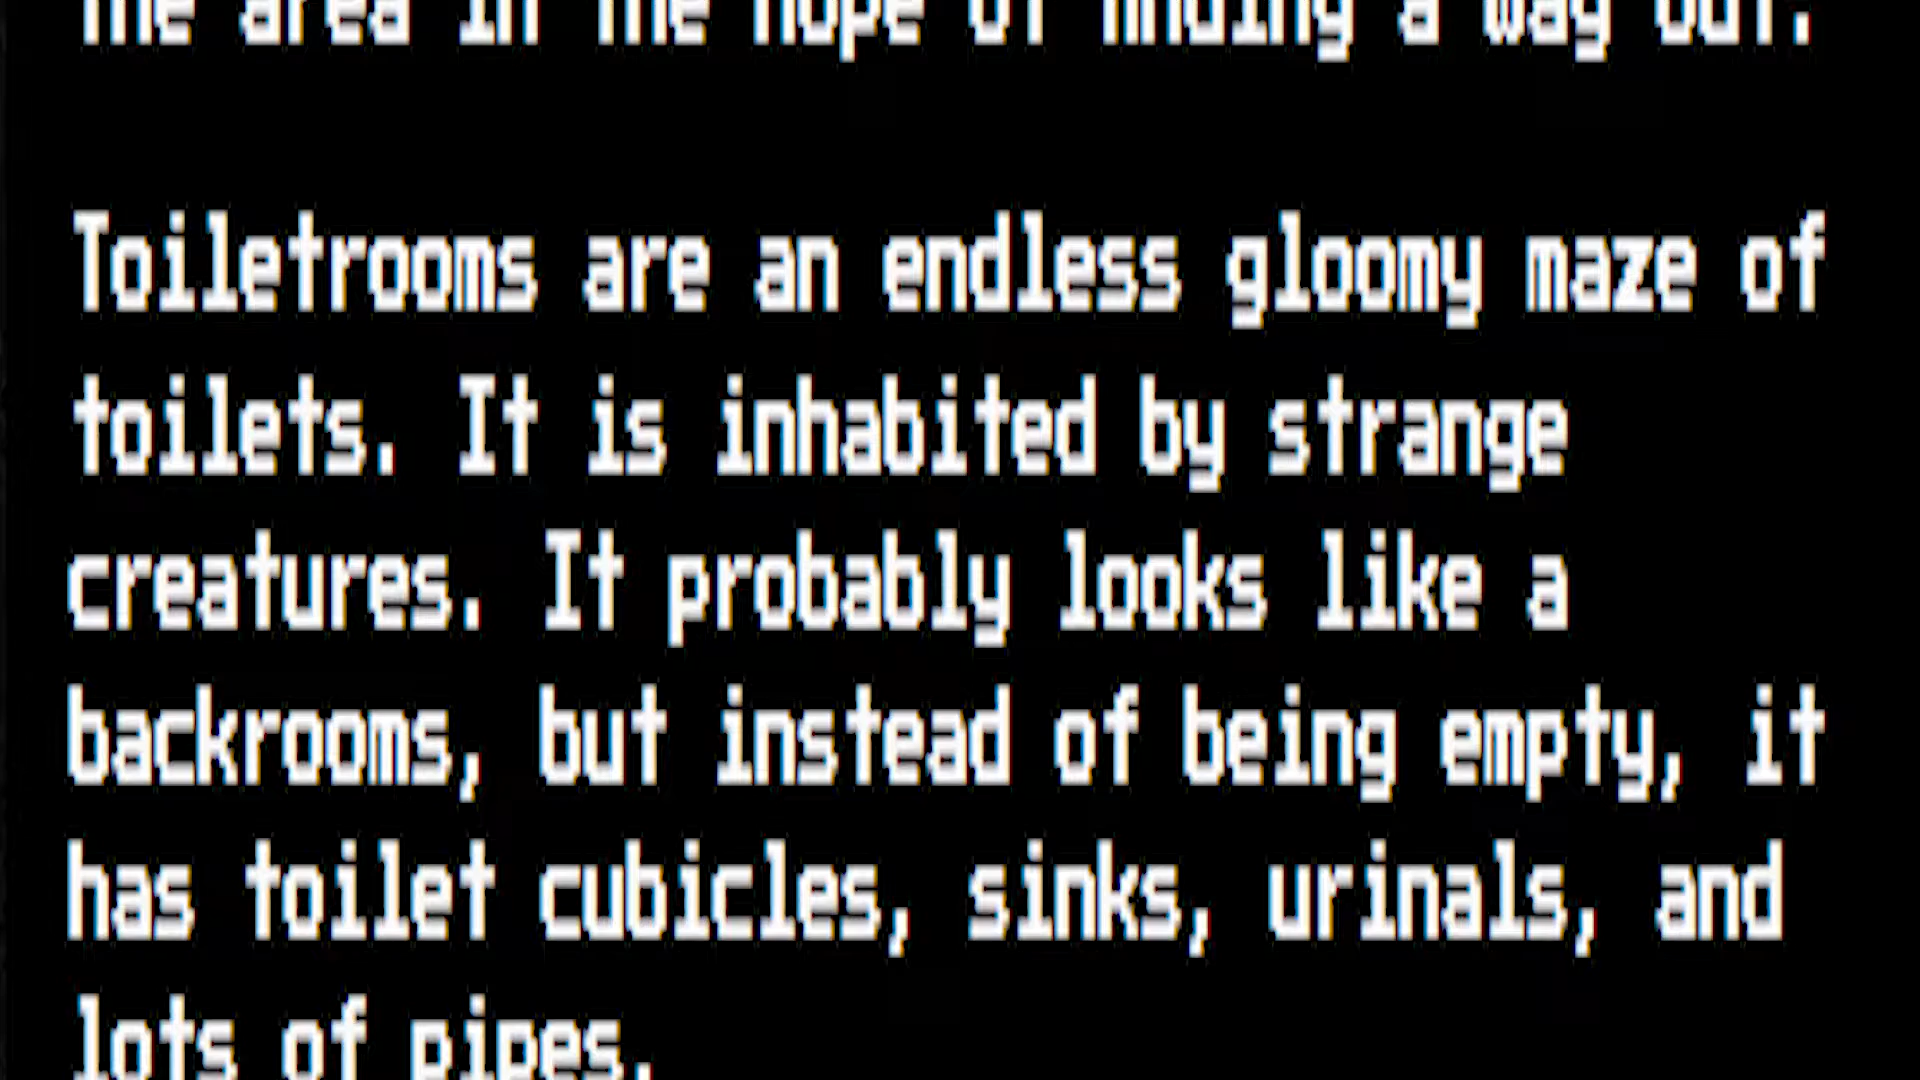 the area in the hope of finding a way out.
Toiletrooms are an endless gloomy maze of
toilets. It is inhabited by strange
creatures. It probably looks like a
backrooms, but instead of being empty, it
has toilet cubicles, sinks, urinals, and
lots of pipes.